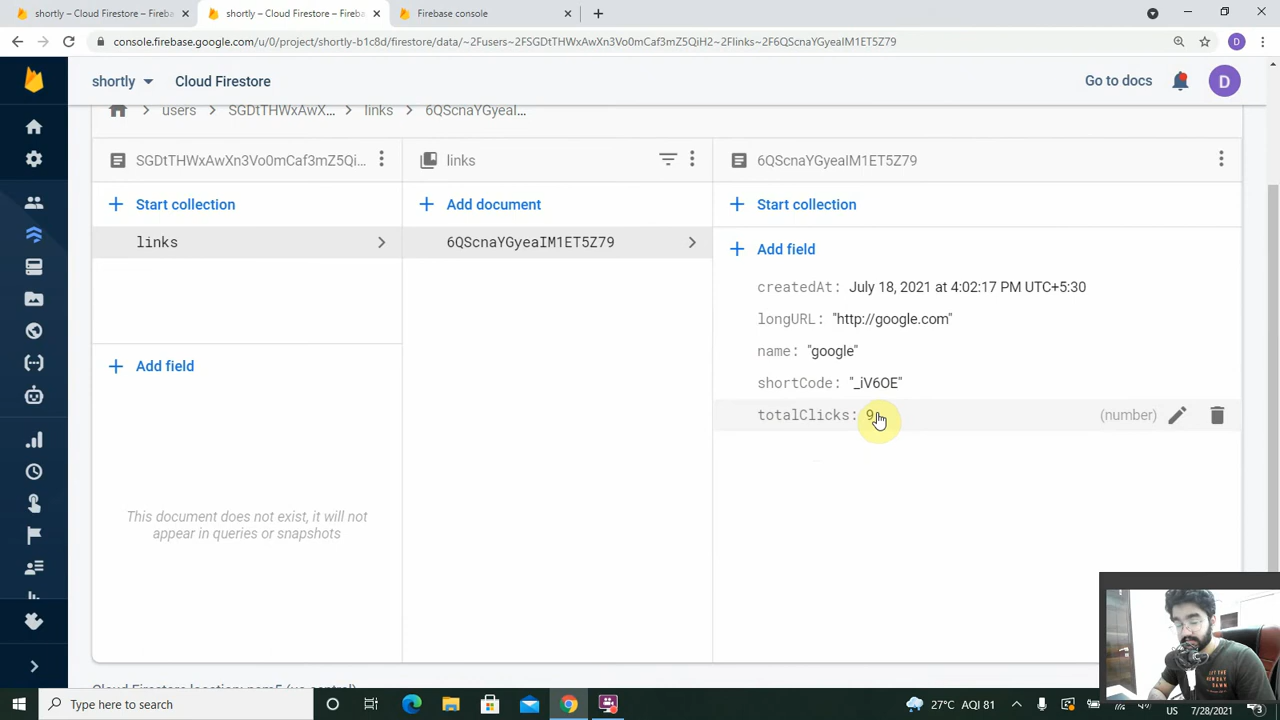 shortly – Cloud Firestore – Fireb
shortly – Cloud Firestore – Fireb
Firebase console
console.firebase.google.com/u/0/project/shortly-b1c8d/firestore/data/~2Fusers~2FSGDtTHWxAwXn3Vo0mCaf3mZ5QiH2~2Flinks~2F6QScnaYGyeaIM1ET5Z79
D
shortly
Cloud Firestore
Go to docs
D
users
SGDtTHWxAwX...
links
6QScnaYGyeaI...
SGDtTHWxAwXn3Vo0mCaf3mZ5Qi...
links
6QScnaYGyeaIM1ET5Z79
Start collection
Add document
Start collection
links
6QScnaYGyeaIM1ET5Z79
Add field
createdAt: July 18, 2021 at 4:02:17 PM UTC+5:30
longURL: "http://google.com"
name: "google"
Add field
shortCode: "_iV6OE"
totalClicks: 9
(number)
This document does not exist, it will not
appear in queries or snapshots
Type here to search
27°C AQI 81
US
7/28/2021
3